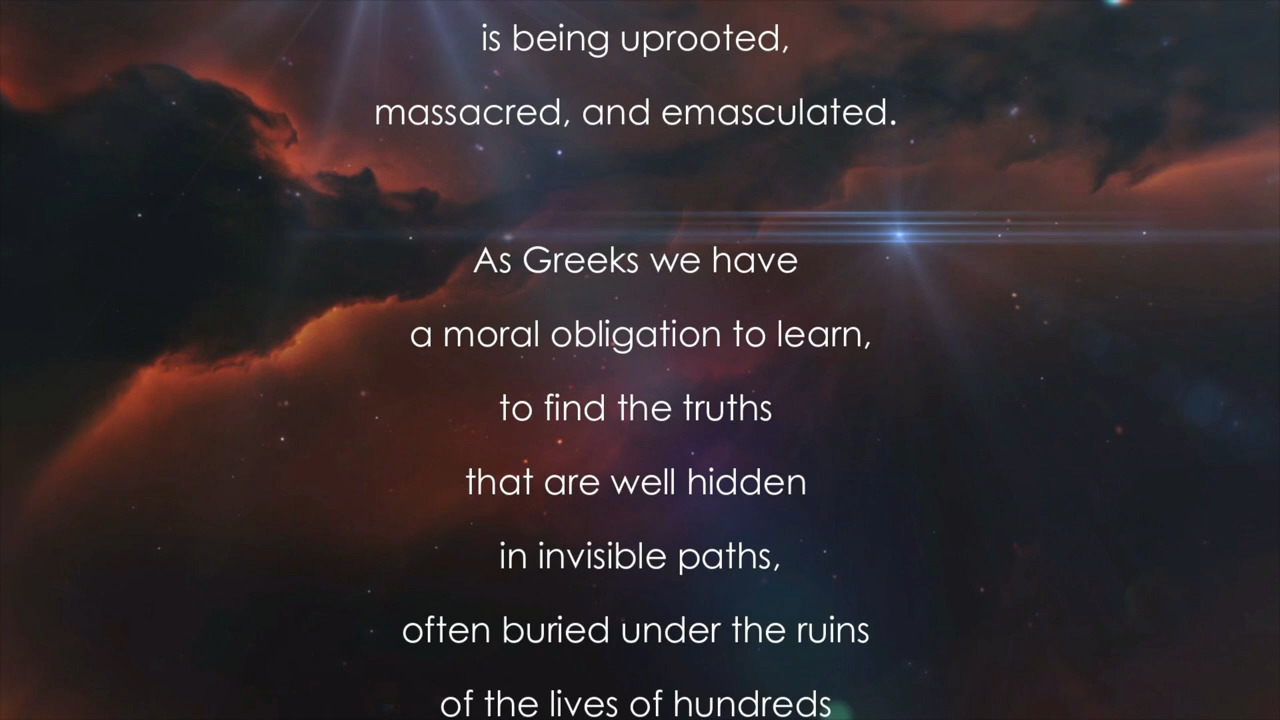 is being uprooted,
massacred, and emasculated.
As Greeks we have
a moral obligation to learn,
to find the truths
that are well hidden
in invisible paths,
often buried under the ruins
of the lives of hundreds